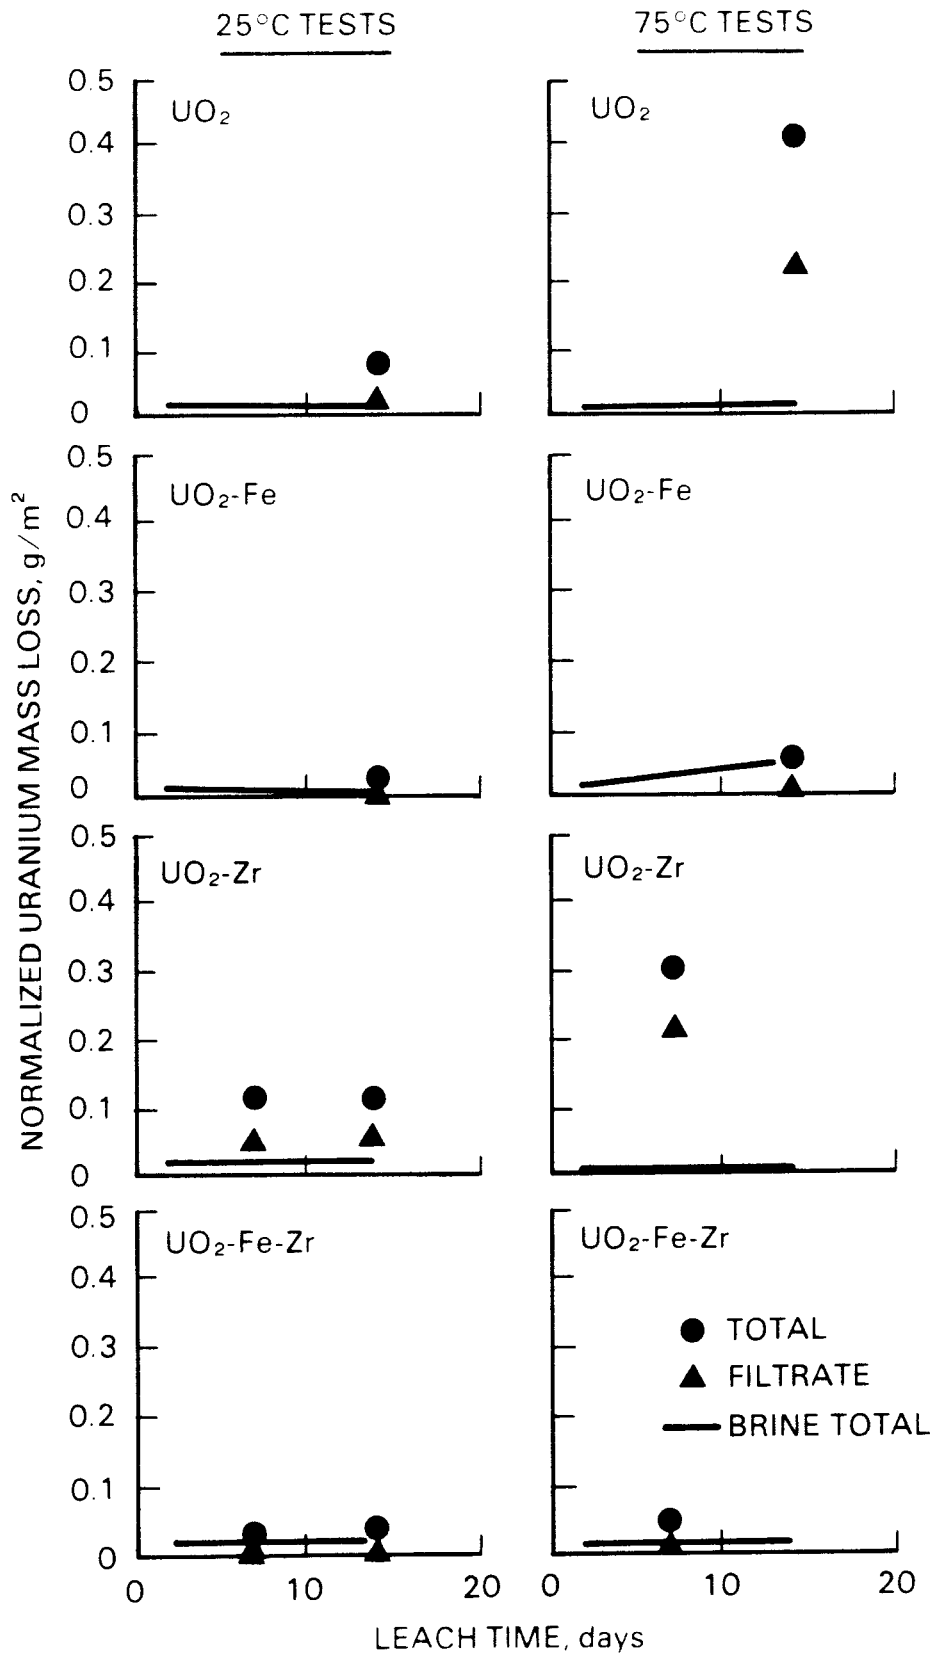 25°C TESTS
75°C TESTS
0.5
UO₂
UO₂
0.4
0.3
0.2
0.1
0
0.5
UO₂-Fe
UO₂-Fe
0.4
0.3
0.2
0.1
0
NORMALIZED URANIUM MASS LOSS, g/m²
0.5
UO₂-Zr
UO₂-Zr
0.4
0.3
0.2
0.1
0
0.5
UO₂-Fe-Zr
UO₂-Fe-Zr
0.4
0.3
0.2
0.1
0
TOTAL
FILTRATE
BRINE TOTAL
0 10 20
0 10 20
LEACH TIME, days